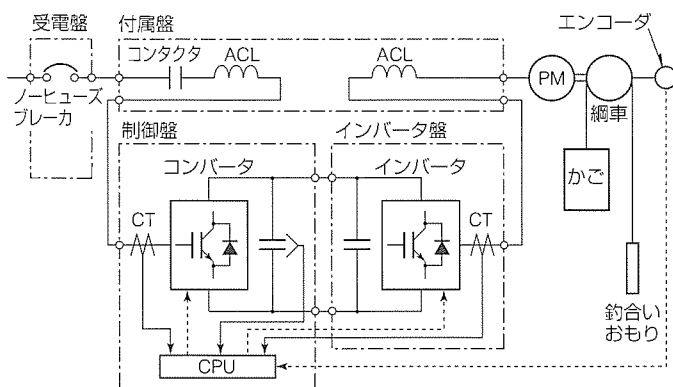 受電盤
付属盤
エンコーダ
コンタクタ
ACL
ACL
PM
ノーヒューズ
ブレーカ
綱車
制御盤
インバータ盤
コンバータ
インバータ
かご
CT
CT
釣合い
おもり
CPU